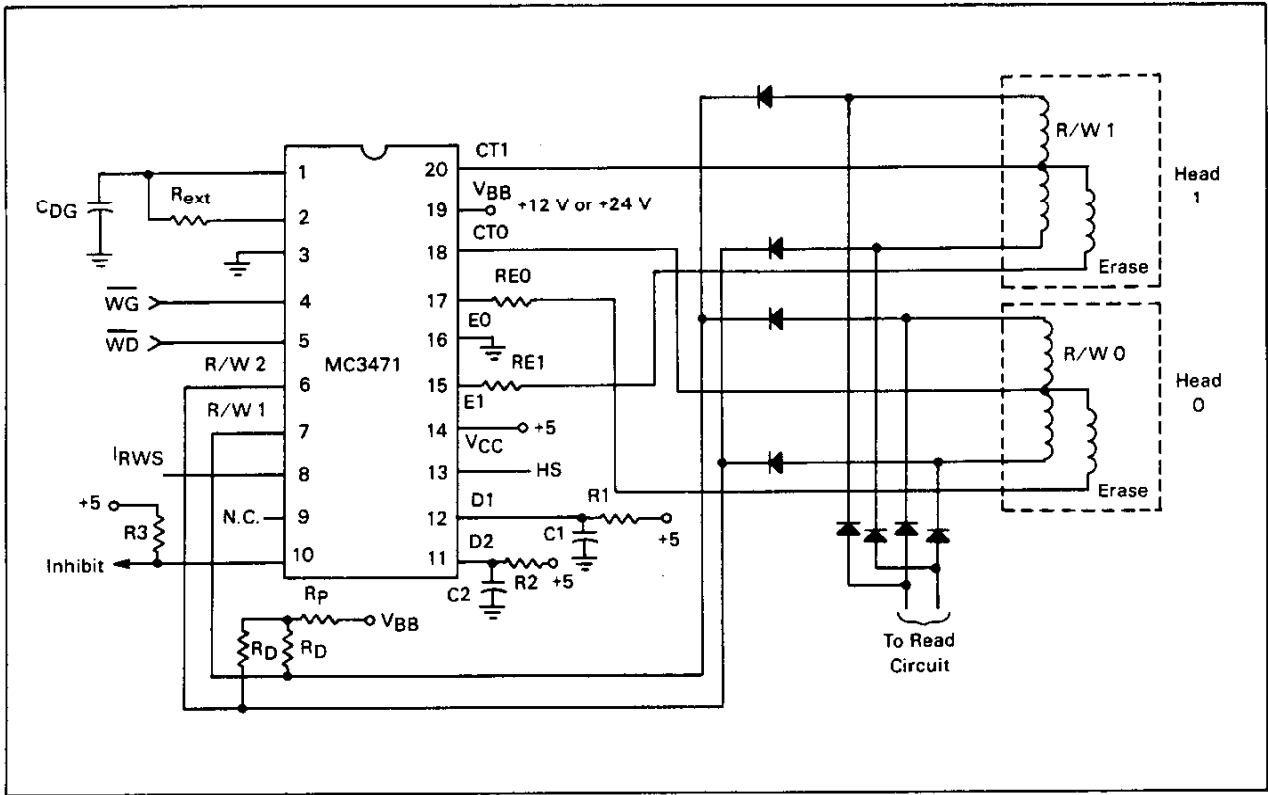 CT1
1
20
VBB
Rext
CDG
2
19
+12 V or +24 V
CT0
3
18
RE0
WG
4
17
E0
WD
5
16
MC3471
RE1
R/W 2
6
15
E1
R/W 1
7
14
+5
VCC
IRWS
8
13
HS
+5
D1
R1
N.C.
9
12
C1
+5
R3
D2
Inhibit
10
11
R2
+5
C2
RP
VBB
RD
RD
R/W 1
Head
1
Erase
R/W 0
Head
0
Erase
To Read
Circuit